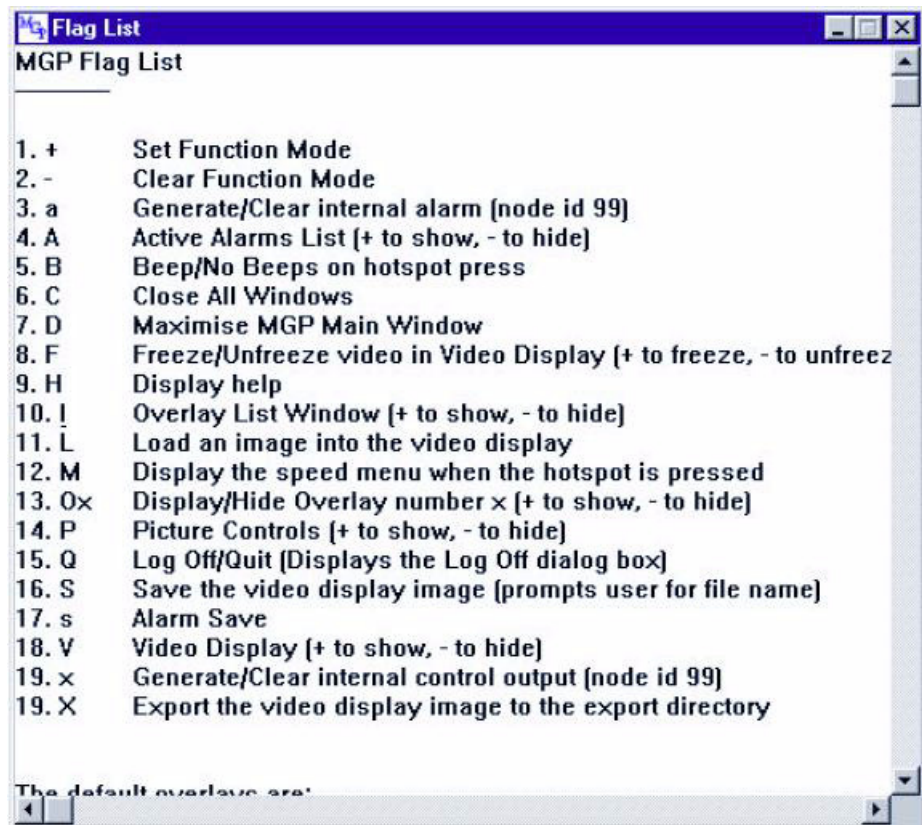 MGP Flag List
MGP Flag List
1. + Set Function Mode
2. - Clear Function Mode
3. a Generate/Clear internal alarm (node id 99)
4. A Active Alarms List (+ to show, - to hide)
5. B Beep/No Beeps on hotspot press
6. C Close All Windows
7. D Maximise MGP Main Window
8. F Freeze/Unfreeze video in Video Display (+ to freeze, - to unfreez
9. H Display help
10. I Overlay List Window (+ to show, - to hide)
11. L Load an image into the video display
12. M Display the speed menu when the hotspot is pressed
13. Ox Display/Hide Overlay number x (+ to show, - to hide)
14. P Picture Controls (+ to show, - to hide)
15. Q Log Off/Quit (Displays the Log Off dialog box)
16. S Save the video display image (prompts user for file name)
17. s Alarm Save
18. V Video Display (+ to show, - to hide)
19. x Generate/Clear internal control output (node id 99)
19. X Export the video display image to the export directory
The default overlays are: